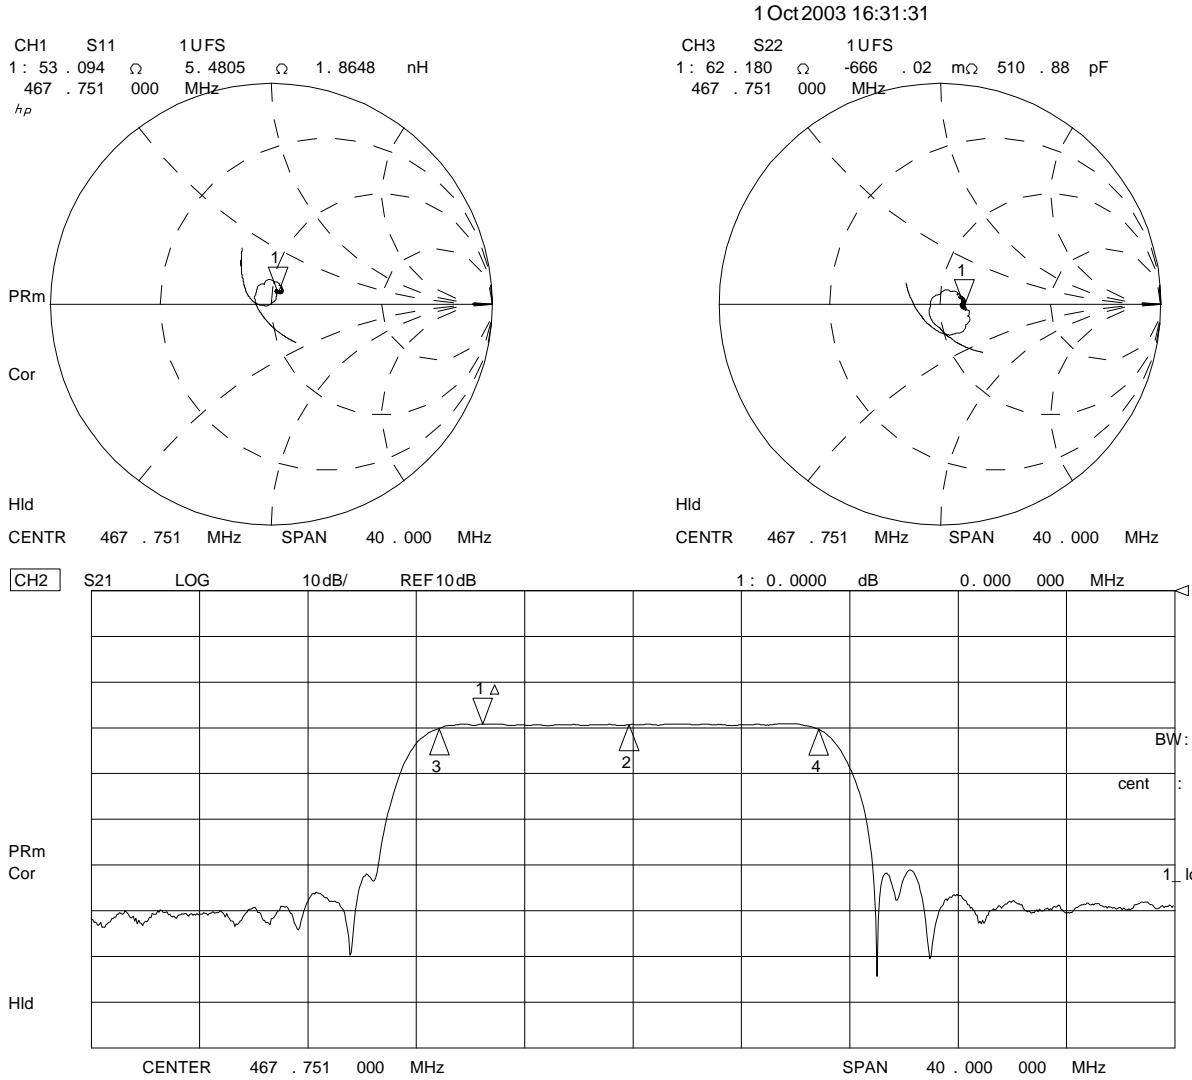 1 Oct 2003 16:31:31
CH1 S11 1 U FS
1: 53 . 094 Ω 5. 4805 Ω 1. 8648 nH
467 . 751 000 MHz
hp
PRm
Cor
Hld
CENTR 467 . 751 MHz SPAN 40 . 000 MHz
1
CH3 S22 1 U FS
1: 62 . 180 Ω -666 . 02 mΩ 510 . 88 pF
467 . 751 000 MHz
1
Hld
CENTR 467 . 751 MHz SPAN 40 . 000 MHz
CH2 S21 LOG 10 dB/ REF 10 dB 1: 0. 0000 dB 0. 000 000 MHz
1 Δ
3
2
4
BW:
cent :
PRm
Cor
1_
Hld
CENTER 467 . 751 000 MHz SPAN 40 . 000 000 MHz